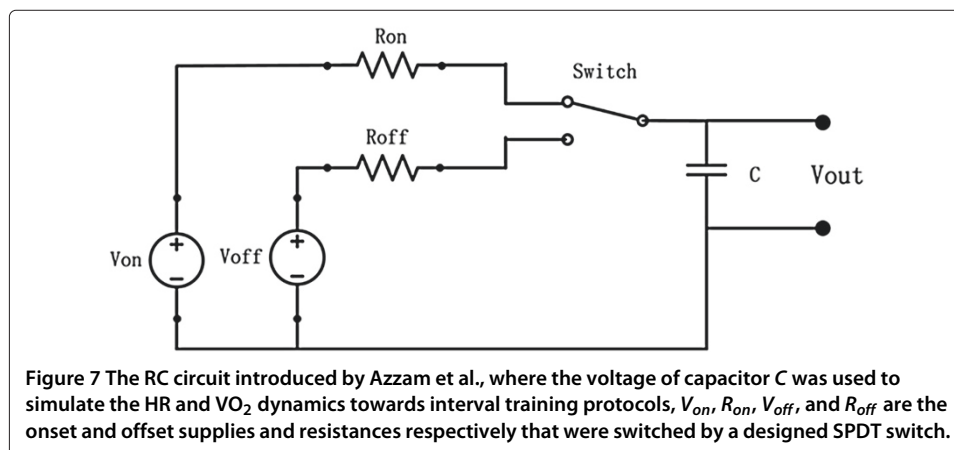 Ron
Switch
Roff
C
Vout
Von
Voff
Figure 7 The RC circuit introduced by Azzam et al., where the voltage of capacitor C was used to
simulate the HR and VO₂ dynamics towards interval training protocols, Von, Ron, Voff, and Roff are the
onset and offset supplies and resistances respectively that were switched by a designed SPDT switch.